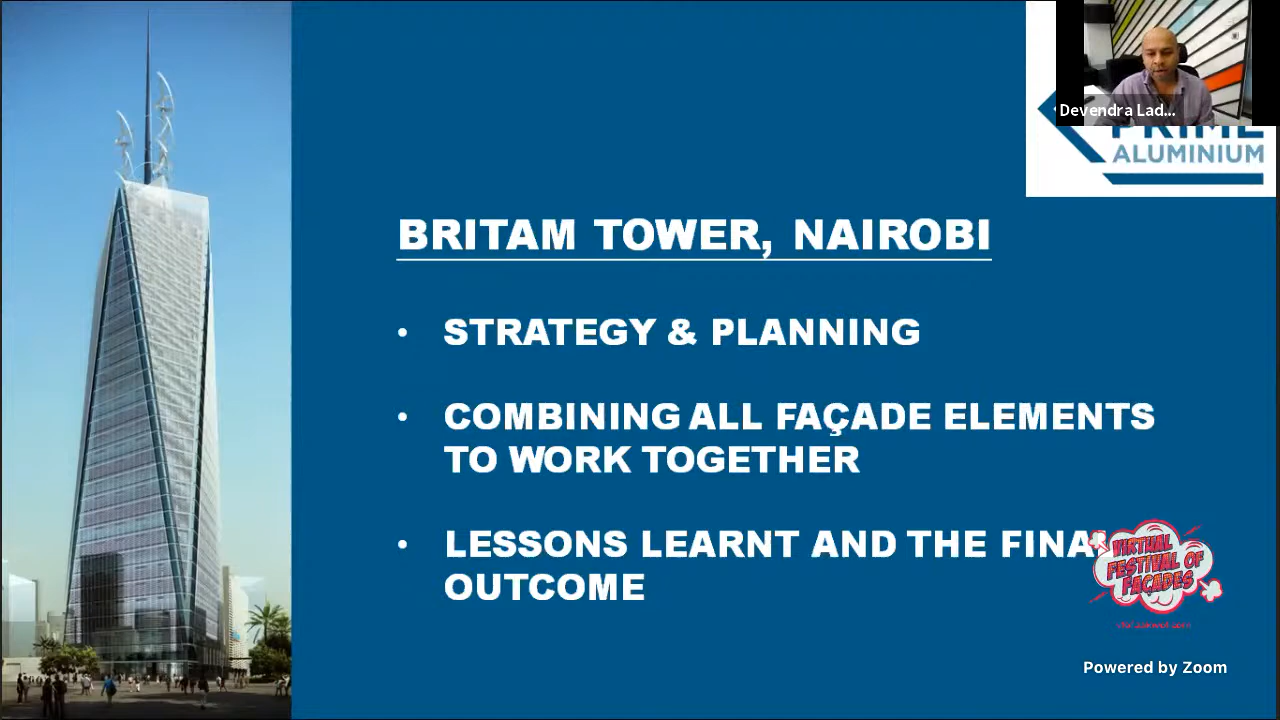 Devendra Lad...
PRIME
ALUMINIUM
BRITAM TOWER, NAIROBI
• STRATEGY & PLANNING
• COMBINING ALL FAÇADE ELEMENTS
TO WORK TOGETHER
• LESSONS LEARNT AND THE FINAL
OUTCOME
VIRTUAL
FESTIVAL OF
FAÇADES
Powered by Zoom